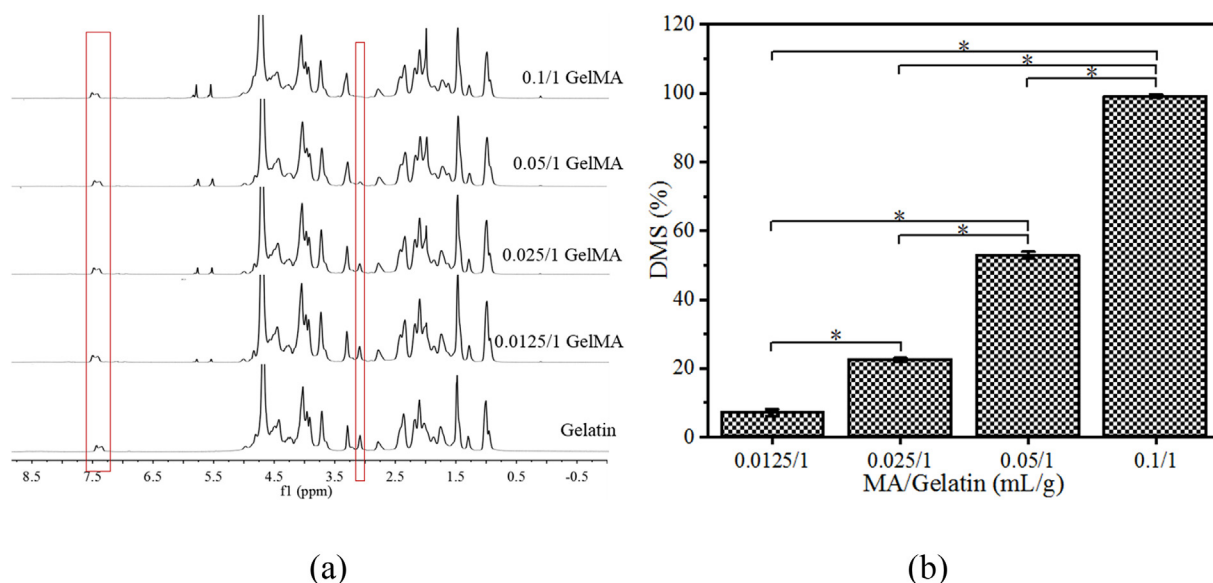 0.1/1 GelMA
0.05/1 GelMA
0.025/1 GelMA
0.0125/1 GelMA
Gelatin
8.5 7.5 6.5 5.5 4.5 3.5 2.5 1.5 0.5 -0.5
f1 (ppm)
(a)
120
100
80
60
40
20
0
DMS (%)
*
*
*
*
*
*
0.0125/1 0.025/1 0.05/1 0.1/1
MA/Gelatin (mL/g)
(b)